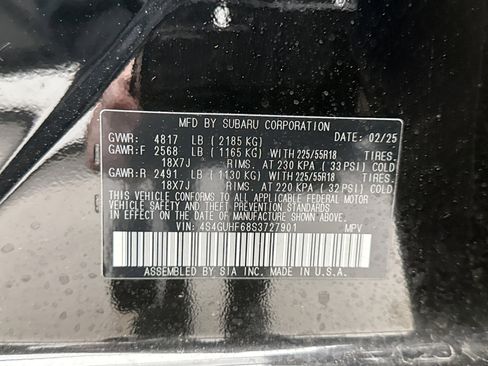 MFD BY SUBARU CORPORATION
GVWR: 4817 LB ( 2185 KG) DATE: 02/25
GAWR:F 2568 LB ( 1165 KG) WITH 225/55R18 TIRES,
18X7J RIMS, AT 230 KPA ( 33 PSI) COLD
GAWR:R 2491 LB ( 1130 KG) WITH 225/55R18 TIRES,
18X7J RIMS, AT 220 KPA ( 32 PSI) COLD
THIS VEHICLE CONFORMS TO ALL APPLICABLE FEDERAL MOTOR
VEHICLE SAFETY, BUMPER, AND THEFT PREVENTION STANDARDS
IN EFFECT ON THE DATE OF MANUFACTURE SHOWN ABOVE.
VIN: 4S4GUHF68S3727901 MPV
ASSEMBLED BY SIA INC. MADE IN U.S.A.